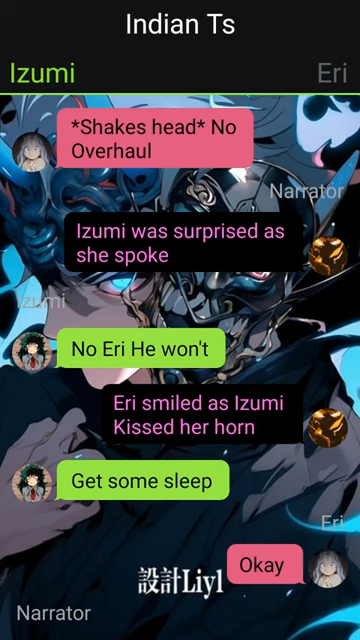 Indian Ts
Izumi
Eri
*Shakes head* No
Overhaul
Narrator
Izumi was surprised as
she spoke
Izumi
No Eri He won't
Eri smiled as Izumi
Kissed her horn
Get some sleep
Eri
Okay
設計Liyl
Narrator